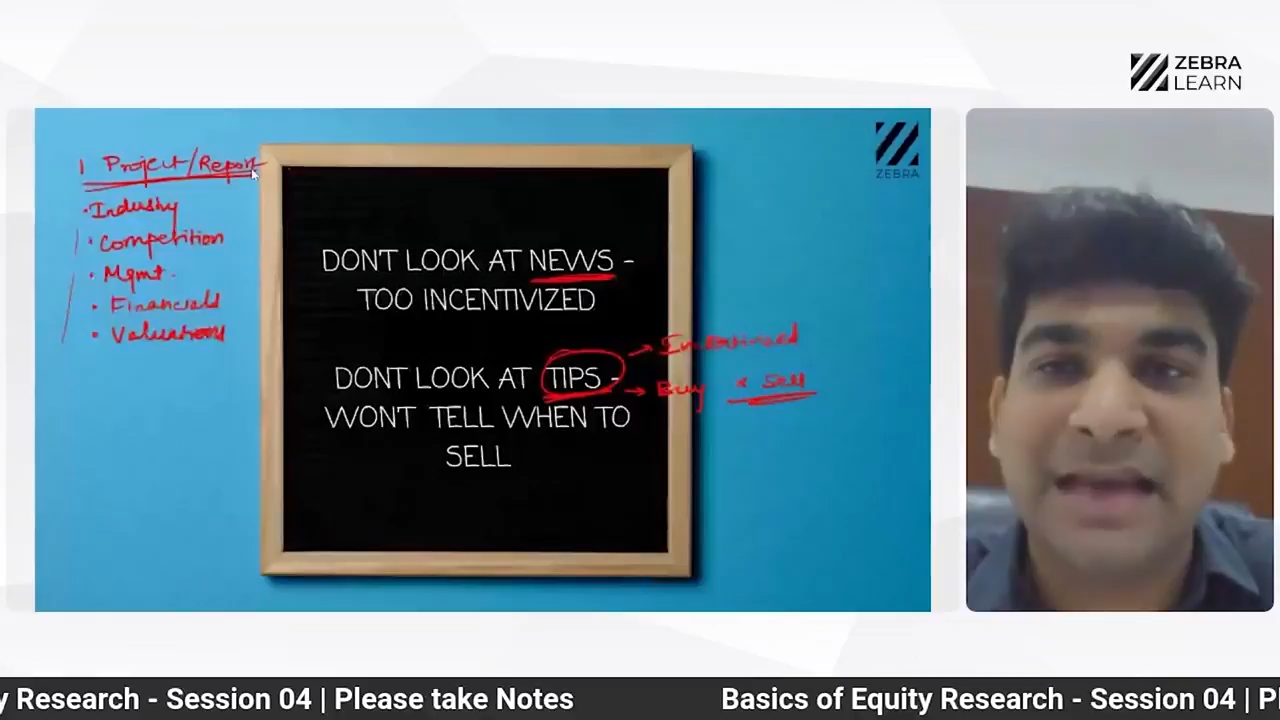 ZEBRA
LEARN
ZEBRA
1 Project/Report
• Industry
• Competition
• Mgmt.
• Financials
• Valuations
DON'T LOOK AT NEWS -
TOO INCENTIVIZED
DONT LOOK AT TIPS -
WON'T TELL WHEN TO
SELL
→ Incentivized
→ Buy x Sell
y Research - Session 04 | Please take Notes
Basics of Equity Research - Session 04 | Pl